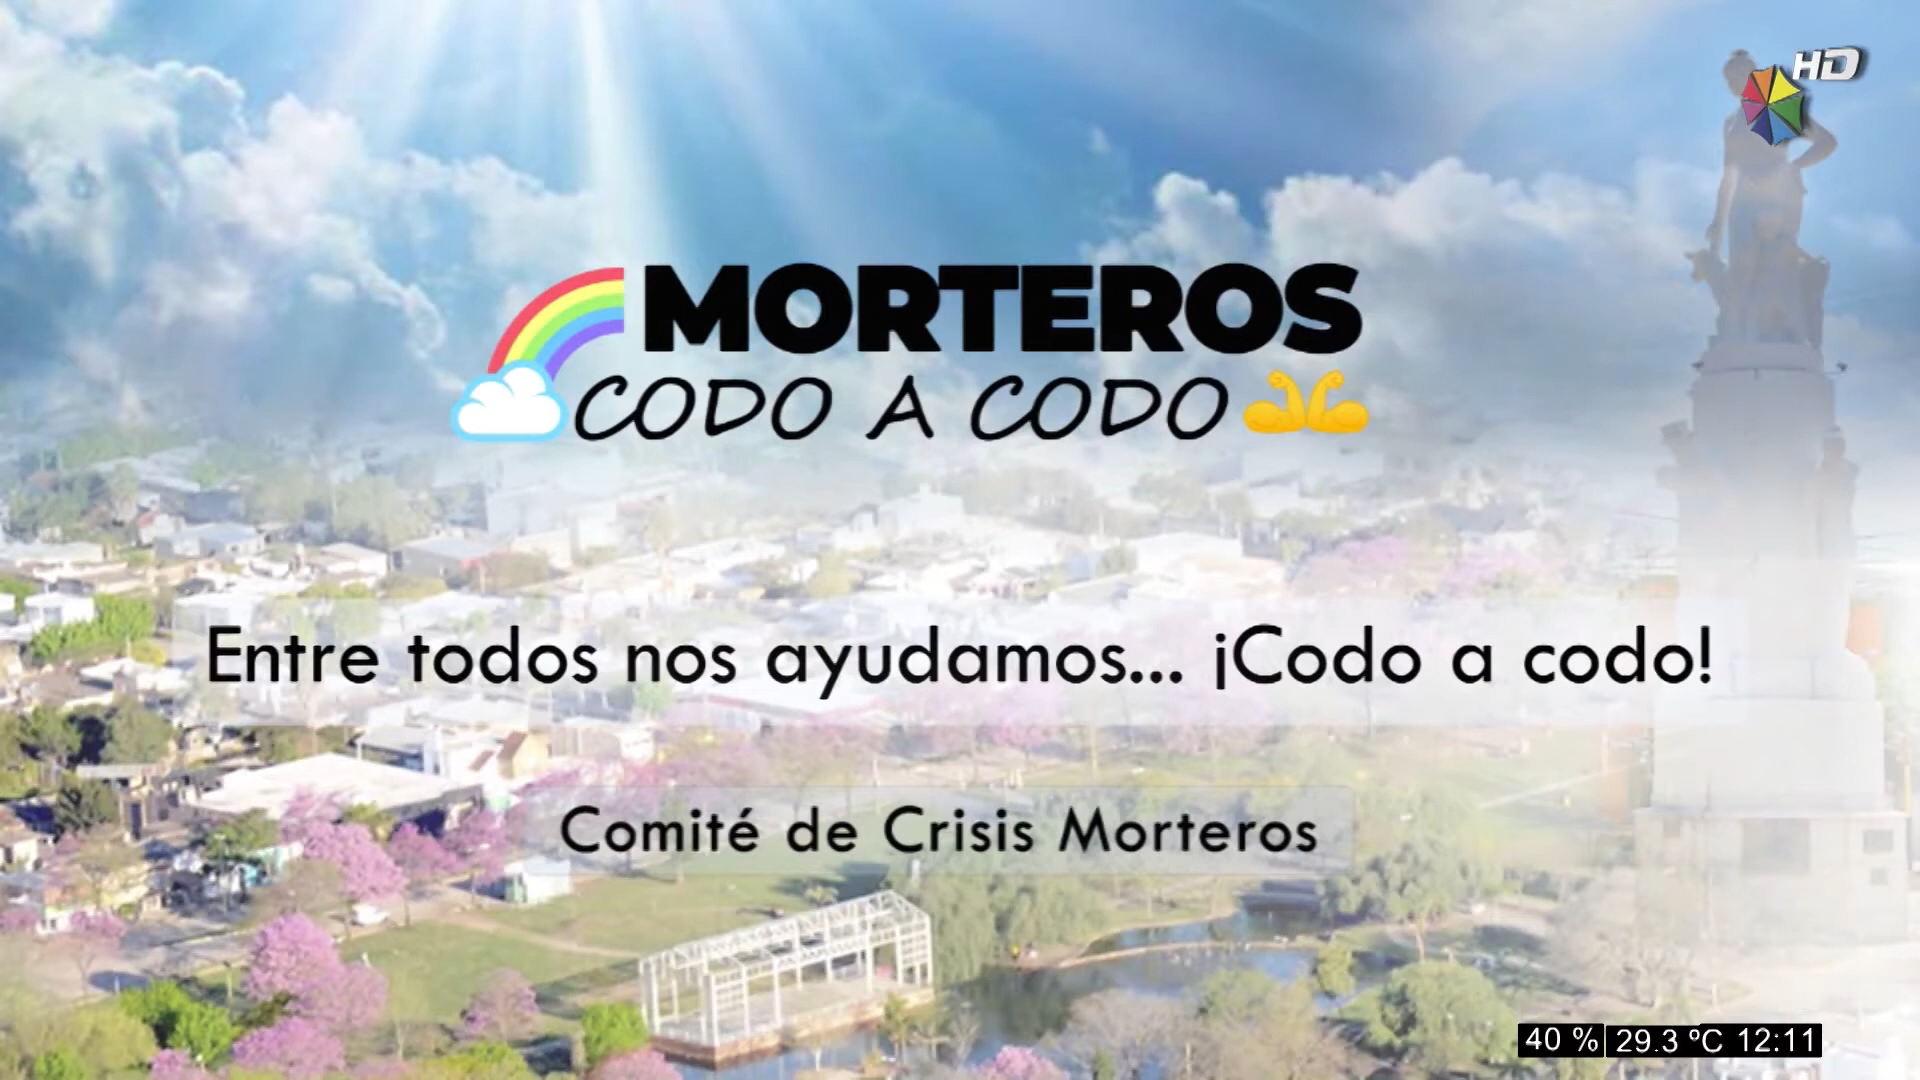 HD
MORTEROS
CODO A CODO
Entre todos nos ayudamos... ¡Codo a codo!
Comité de Crisis Morteros
40 % 29.3 ºC 12:11